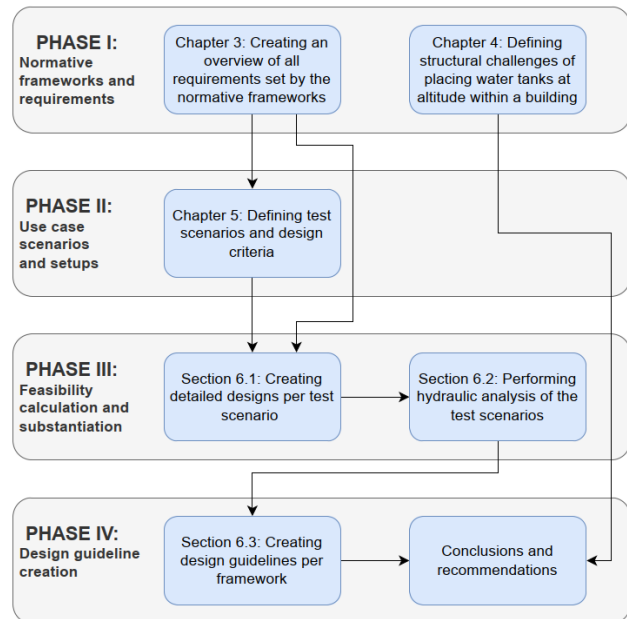 PHASE I:
Normative
frameworks and
requirements
Chapter 3: Creating an
overview of all
requirements set by the
normative frameworks
Chapter 4: Defining
structural challenges of
placing water tanks at
altitude within a building
PHASE II:
Use case
scenarios
and setups
Chapter 5: Defining test
scenarios and design
criteria
PHASE III:
Feasibility
calculation and
substantiation
Section 6.1: Creating
detailed designs per test
scenario
Section 6.2: Performing
hydraulic analysis of the
test scenarios
PHASE IV:
Design guideline
creation
Section 6.3: Creating
design guidelines per
framework
Conclusions and
recommendations